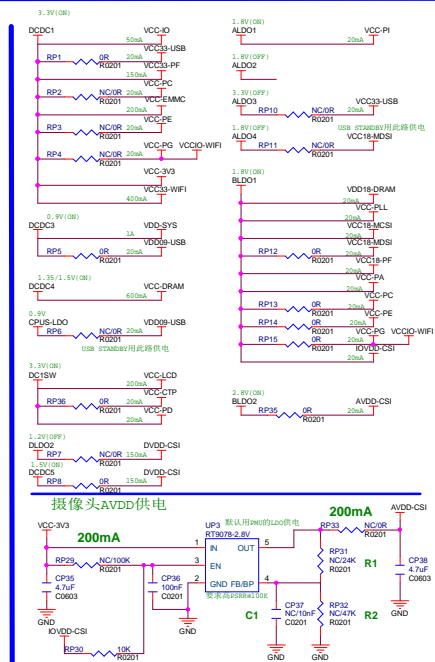 3.3V(ON)
DCDC1
VCC-IO
50mA
VCC33-USB
RP1
0R
R0201
20mA
VCC33-PF
150mA
VCC-PC
RP2
NC/0R
R0201
20mA
VCC-EMMC
200mA
VCC-PE
RP3
NC/0R
R0201
20mA
VCC-PG
VCCIO-WIFI
RP4
NC/0R
R0201
20mA
VCC-3V3
VCC33-WIFI
400mA
0.9V(ON)
DCDC3
VDD-SYS
1A
VDD09-USB
RP5
0R
R0201
20mA
1.35/1.5V(ON)
DCDC4
VCC-DRAM
600mA
0.9V
CPUS-LDO
VDD09-USB
RP6
NC/0R
R0201
20mA
USB STANDBY用此路供电
3.3V(ON)
DC1SW
VCC-LCD
200mA
VCC-CTP
RP36
0R
R0201
20mA
VCC-PD
20mA
1.2V(OFF)
DLDO2
DVDD-CSI
RP7
NC/0R
R0201
150mA
1.5V(ON)
DCDC5
DVDD-CSI
RP8
0R
R0201
150mA
1.8V(ON)
ALDO1
VCC-PI
20mA
1.8V(OFF)
ALDO2
3.3V(OFF)
ALDO3
VCC33-USB
RP10
NC/0R
R0201
20mA
USB STANDBY用此路供电
1.8V(OFF)
ALDO4
VCC18-MDSI
RP11
NC/0R
R0201
20mA
1.8V(ON)
BLDO1
VDD18-DRAM
20mA
VCC-PLL
20mA
VCC18-MCSI
20mA
VCC18-MDSI
RP12
0R
R0201
20mA
VCC18-PF
20mA
VCC-PA
20mA
VCC-PC
RP13
0R
R0201
20mA
VCC-PE
RP14
0R
R0201
20mA
VCC-PG
VCCIO-WIFI
RP15
0R
R0201
20mA
IOVDD-CSI
20mA
2.8V(ON)
BLDO2
AVDD-CSI
RP35
0R
R0201
20mA
摄像头AVDD供电
VCC-3V3
200mA
UP3
RT9078-2.8V
默认用PMU的LDO供电
1
IN
OUT
5
3
EN
2
GND
FB/BP
4
要求高PSRR≥100K
RP29
NC/100K
R0201
CP35
4.7uF
C0603
GND
CP36
100nF
C0201
GND
IOVDD-CSI
RP30
10K
R0201
200mA
AVDD-CSI
RP33
NC/0R
R0201
RP31
NC/24K
R0201
R1
CP38
4.7uF
C0603
GND
C1
CP37
NC/10nF
C0201
GND
RP32
NC/47K
R0201
R2
GND